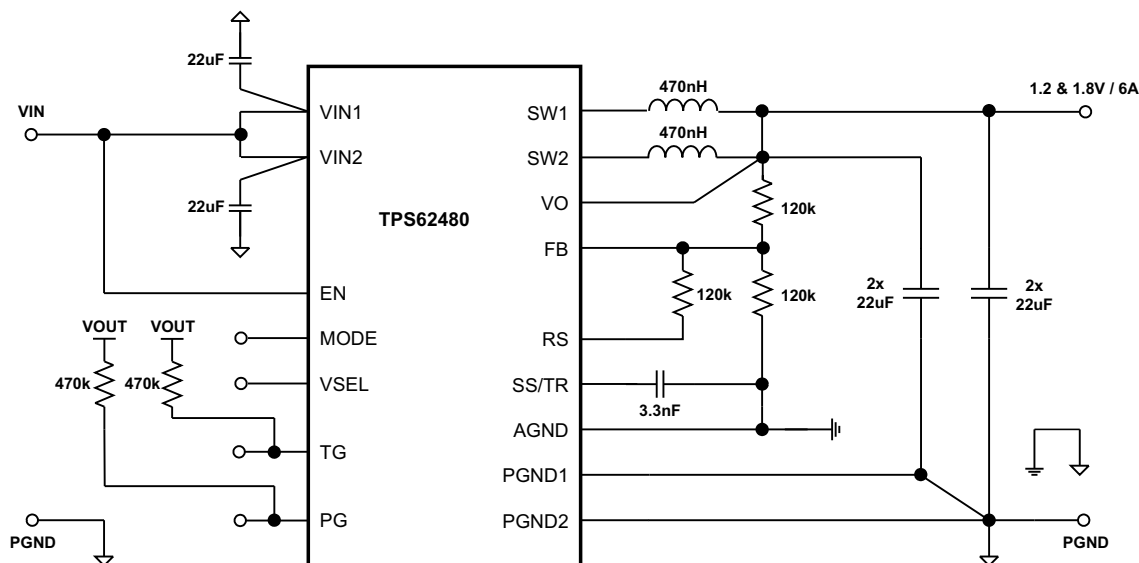 22uF
VIN
VIN1
VIN2
22uF
TPS62480
EN
MODE
VSEL
TG
PG
VOUT VOUT
470k 470k
PGND
SW1
SW2
VO
FB
RS
SS/TR
AGND
PGND1
PGND2
470nH
470nH
120k
120k
120k
3.3nF
2x
22uF
2x
22uF
1.2 & 1.8V / 6A
PGND